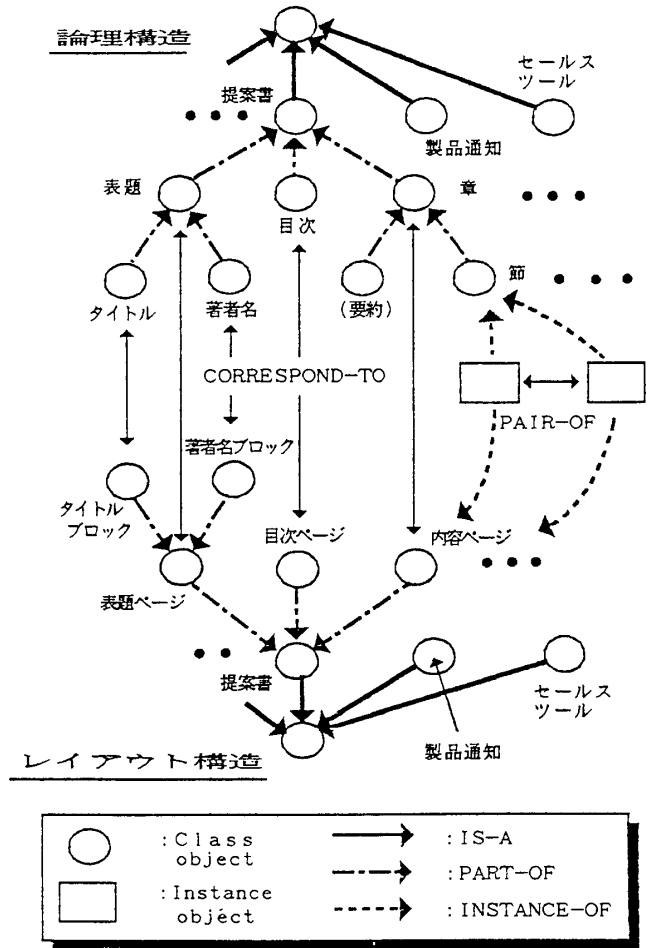 論理構造
セールス
ツール
提案書
製品通知
表題
目次
章
タイトル
著者名
(要約)
節
CORRESPOND-TO
PAIR-OF
著者名ブロック
タイトル
ブロック
目次ページ
内容ページ
表題ページ
提案書
セールス
ツール
製品通知
レイアウト構造
:Class
object
:Instance
object
:IS-A
:PART-OF
:INSTANCE-OF